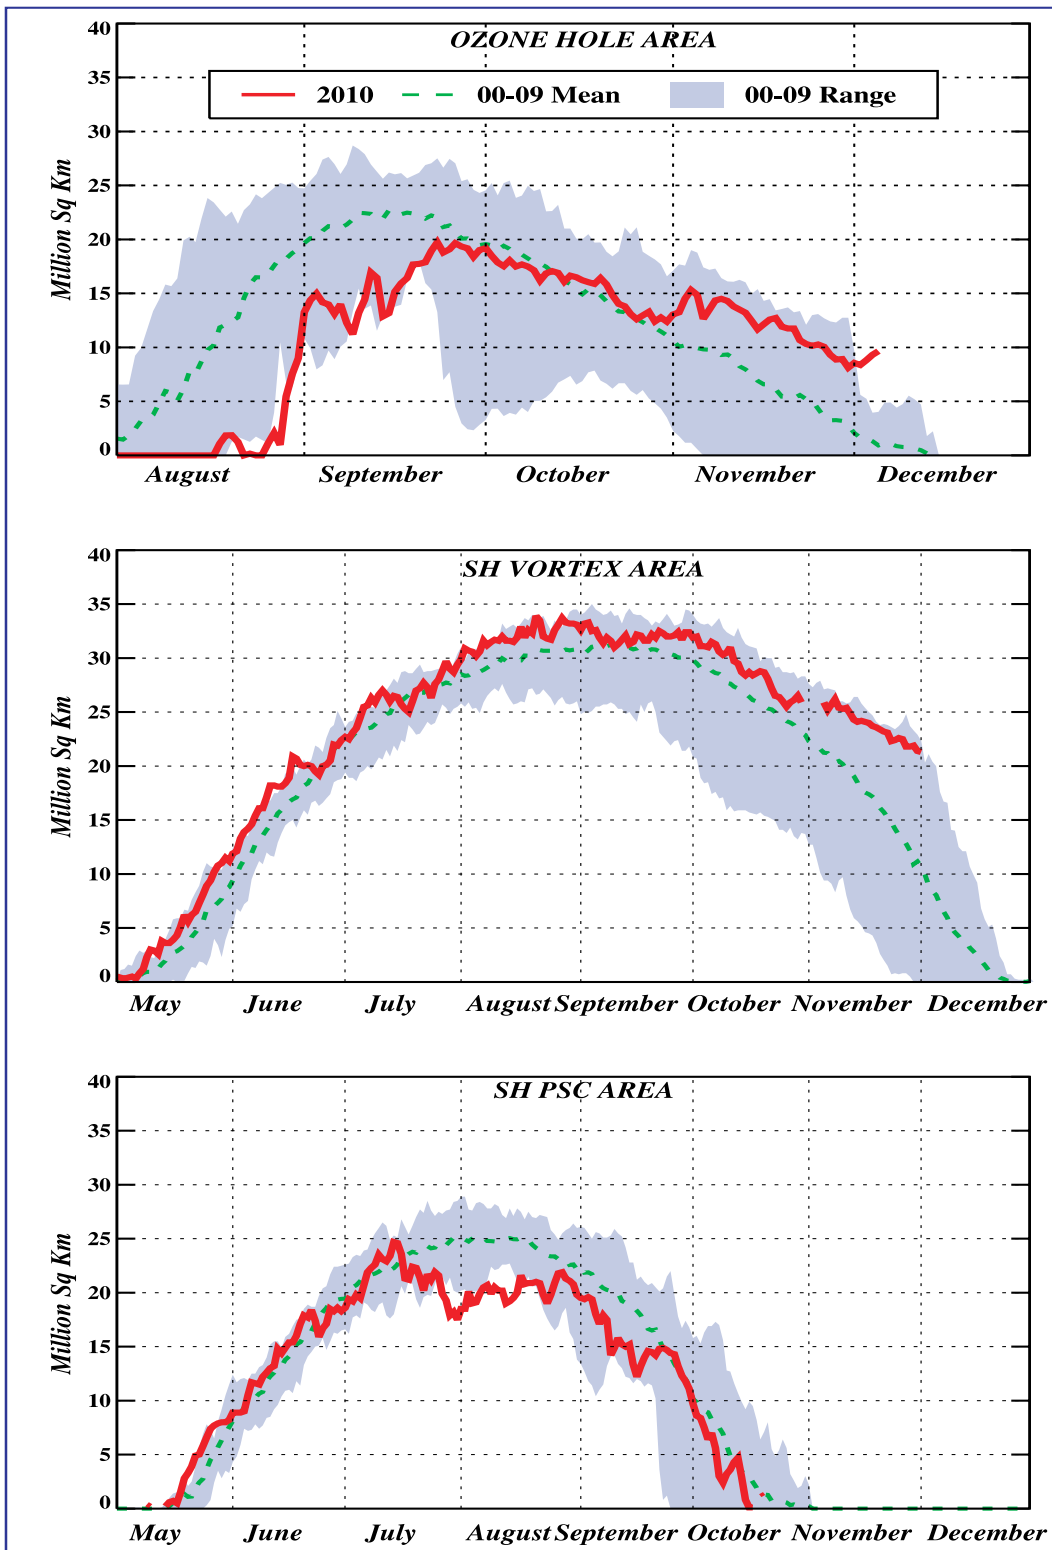 OZONE HOLE AREA
2010 00-09 Mean 00-09 Range
40
35
30
25
20
15
10
5
0
Million Sq Km
August September October November December
SH VORTEX AREA
40
35
30
25
20
15
10
5
0
Million Sq Km
May June July August September October November December
SH PSC AREA
40
35
30
25
20
15
10
5
0
Million Sq Km
May June July August September October November December